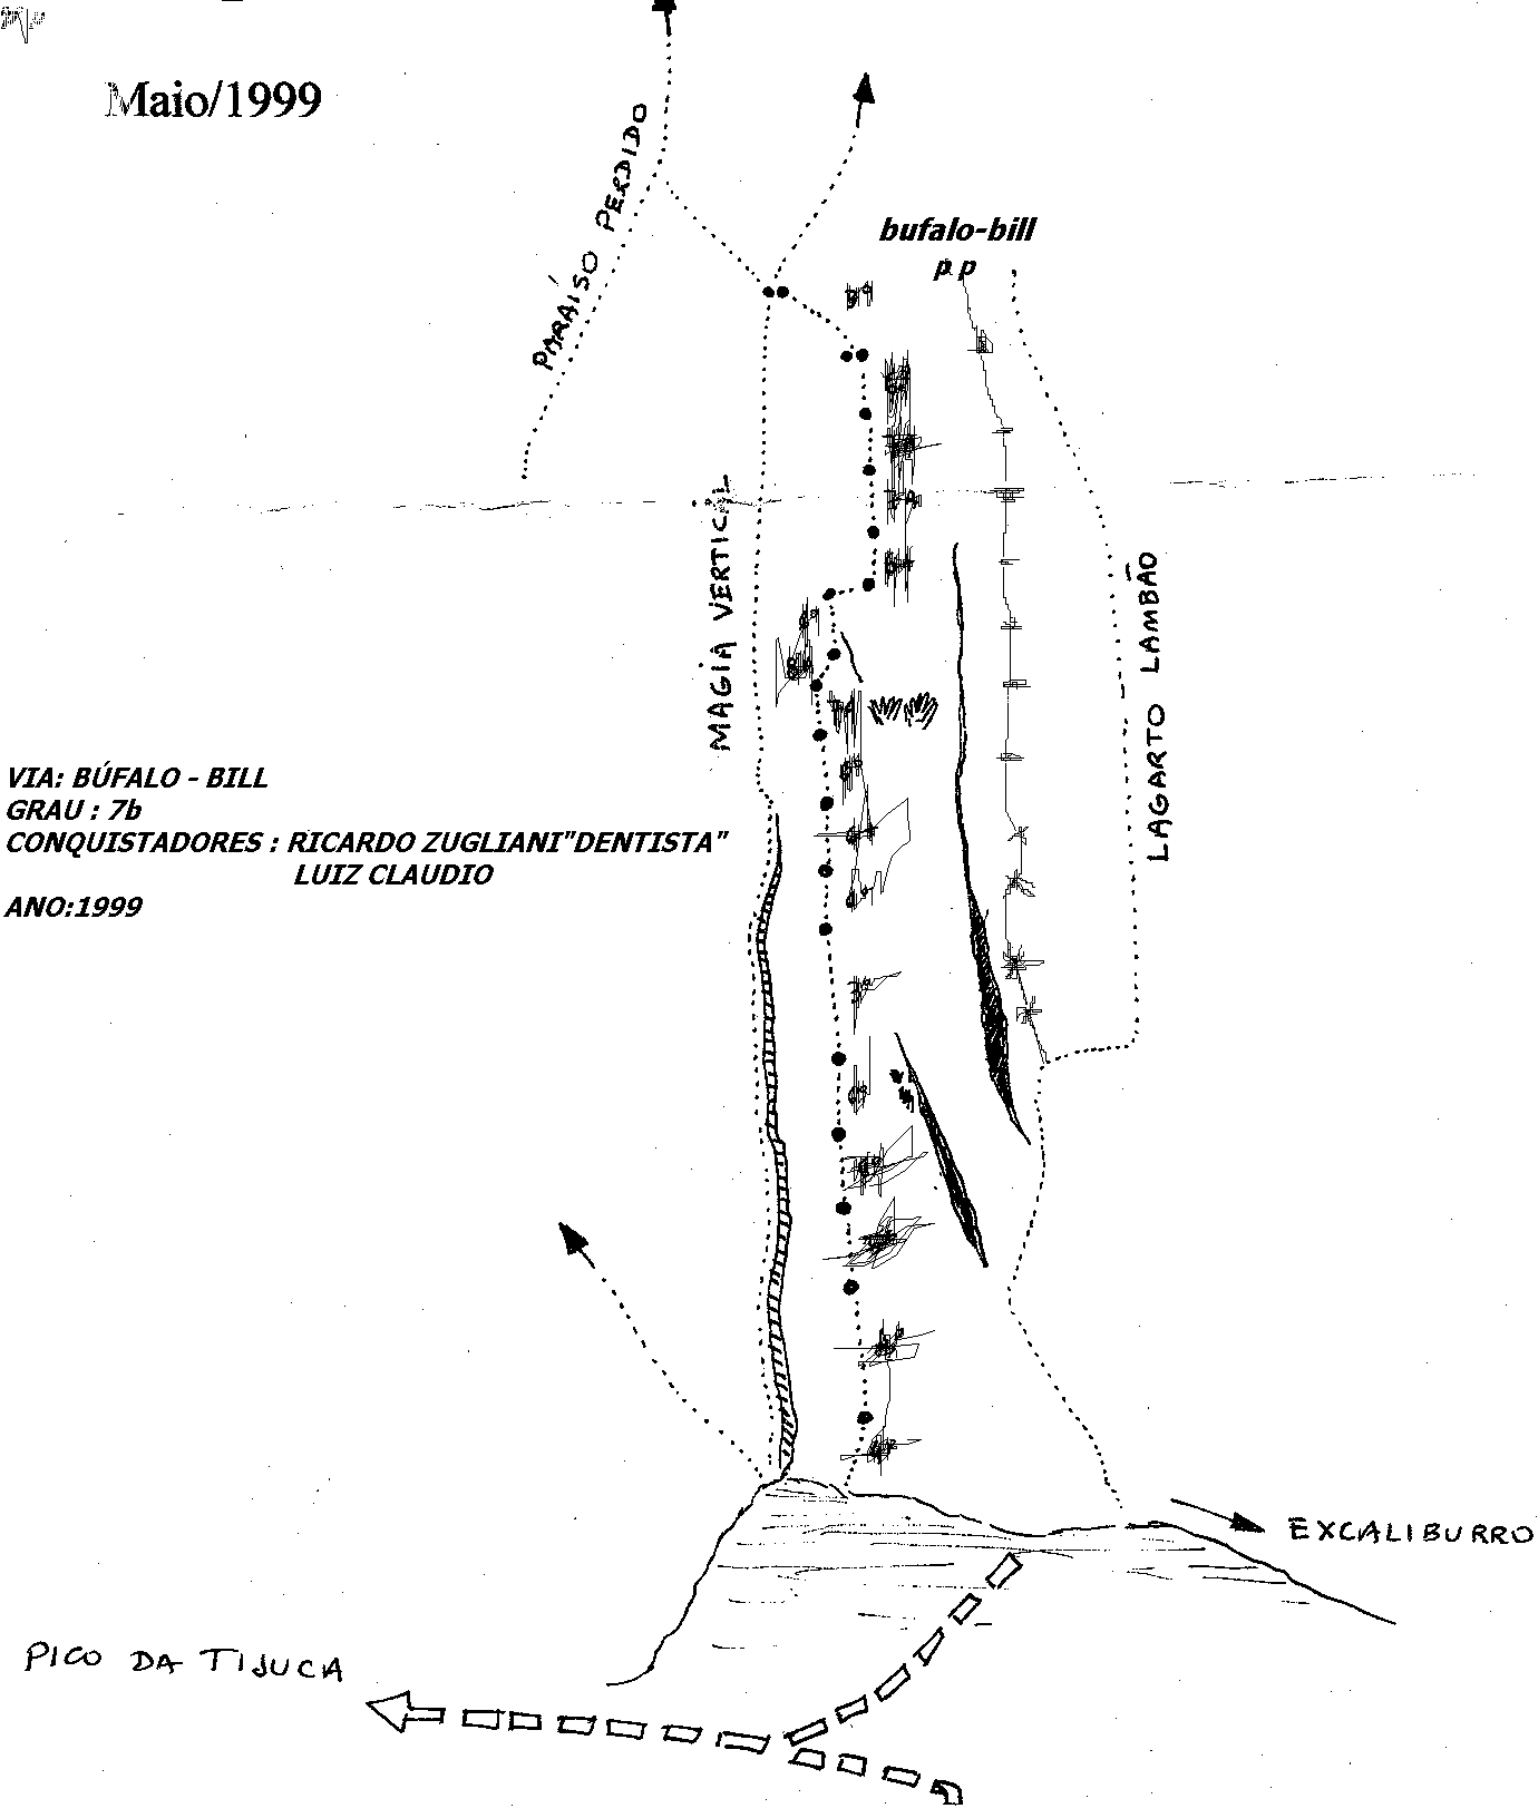 Maio/1999
PARAÍSO PERDIDO
bufalo-bill
p p
MAGIA VERTICAL
LAGARTO LAMBÃO
VIA: BÚFALO - BILL
GRAU : 7b
CONQUISTADORES : RICARDO ZUGLIANI"DENTISTA"
LUIZ CLAUDIO
ANO:1999
EXCALIBURRO
PICO DA TIJUCA